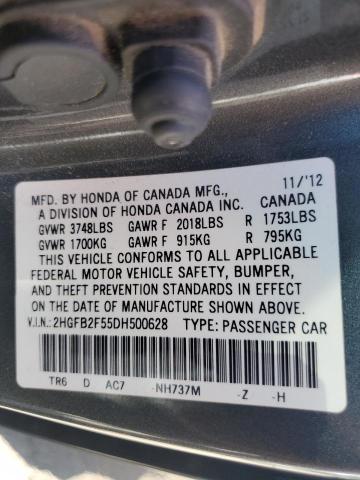 MFD. BY HONDA OF CANADA MFG., 11/'12
A DIVISION OF HONDA CANADA INC. CANADA
GVWR 3748LBS GAWR F 2018LBS R 1753LBS
GVWR 1700KG GAWR F 915KG R 795KG
THIS VEHICLE CONFORMS TO ALL APPLICABLE
FEDERAL MOTOR VEHICLE SAFETY, BUMPER,
AND THEFT PREVENTION STANDARDS IN EFFECT
ON THE DATE OF MANUFACTURE SHOWN ABOVE.
V.I.N.:2HGFB2F55DH500628 TYPE: PASSENGER CAR
TR6 D AC7 -NH737M -Z -H